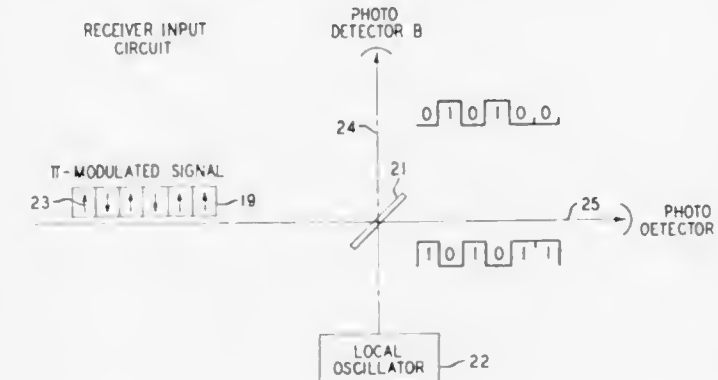 RECEIVER INPUT
CIRCUIT
PHOTO
DETECTOR B
24
0 1 0 1 0 0
π-MODULATED SIGNAL
23
19
21
25
PHOTO
DETECTOR
1 0 1 0 1 1
LOCAL
OSCILLATOR
22